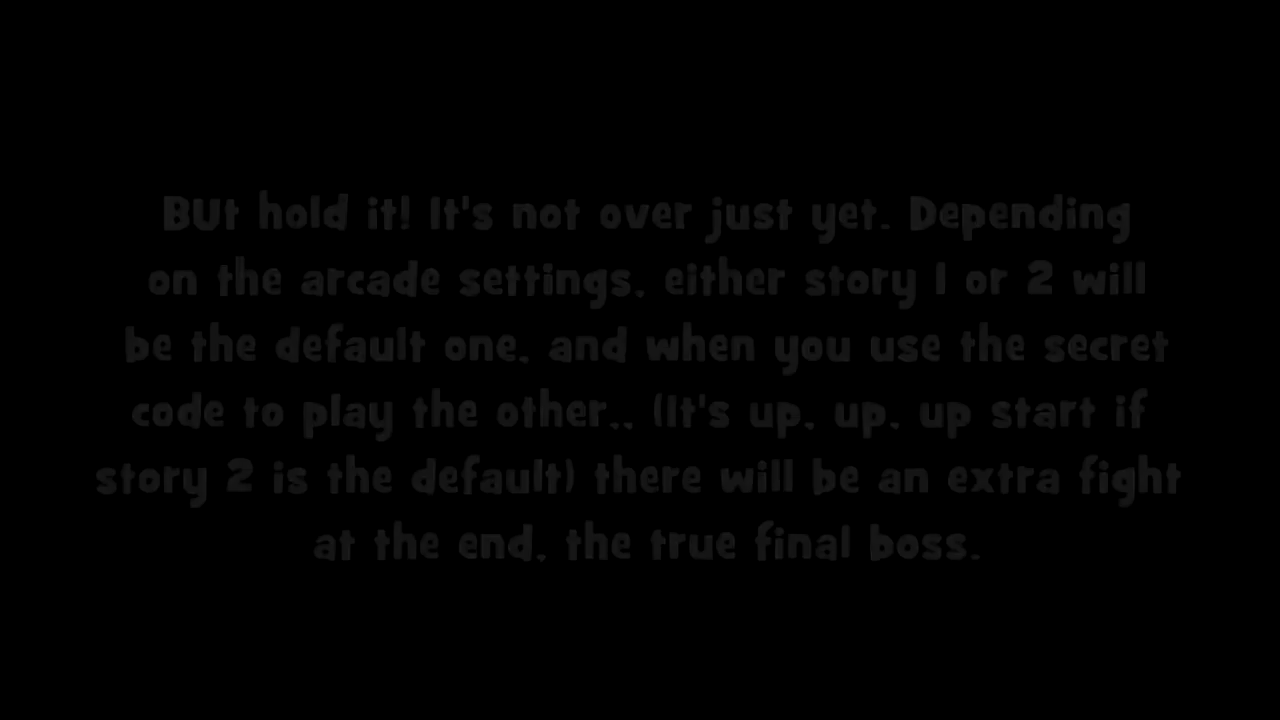 BUt hold it! It's not over just yet. Depending
on the arcade settings, either story 1 or 2 will
be the default one, and when you use the secret
code to play the other,, (It's up, up, up start if
story 2 is the default) there will be an extra fight
at the end, the true final boss.